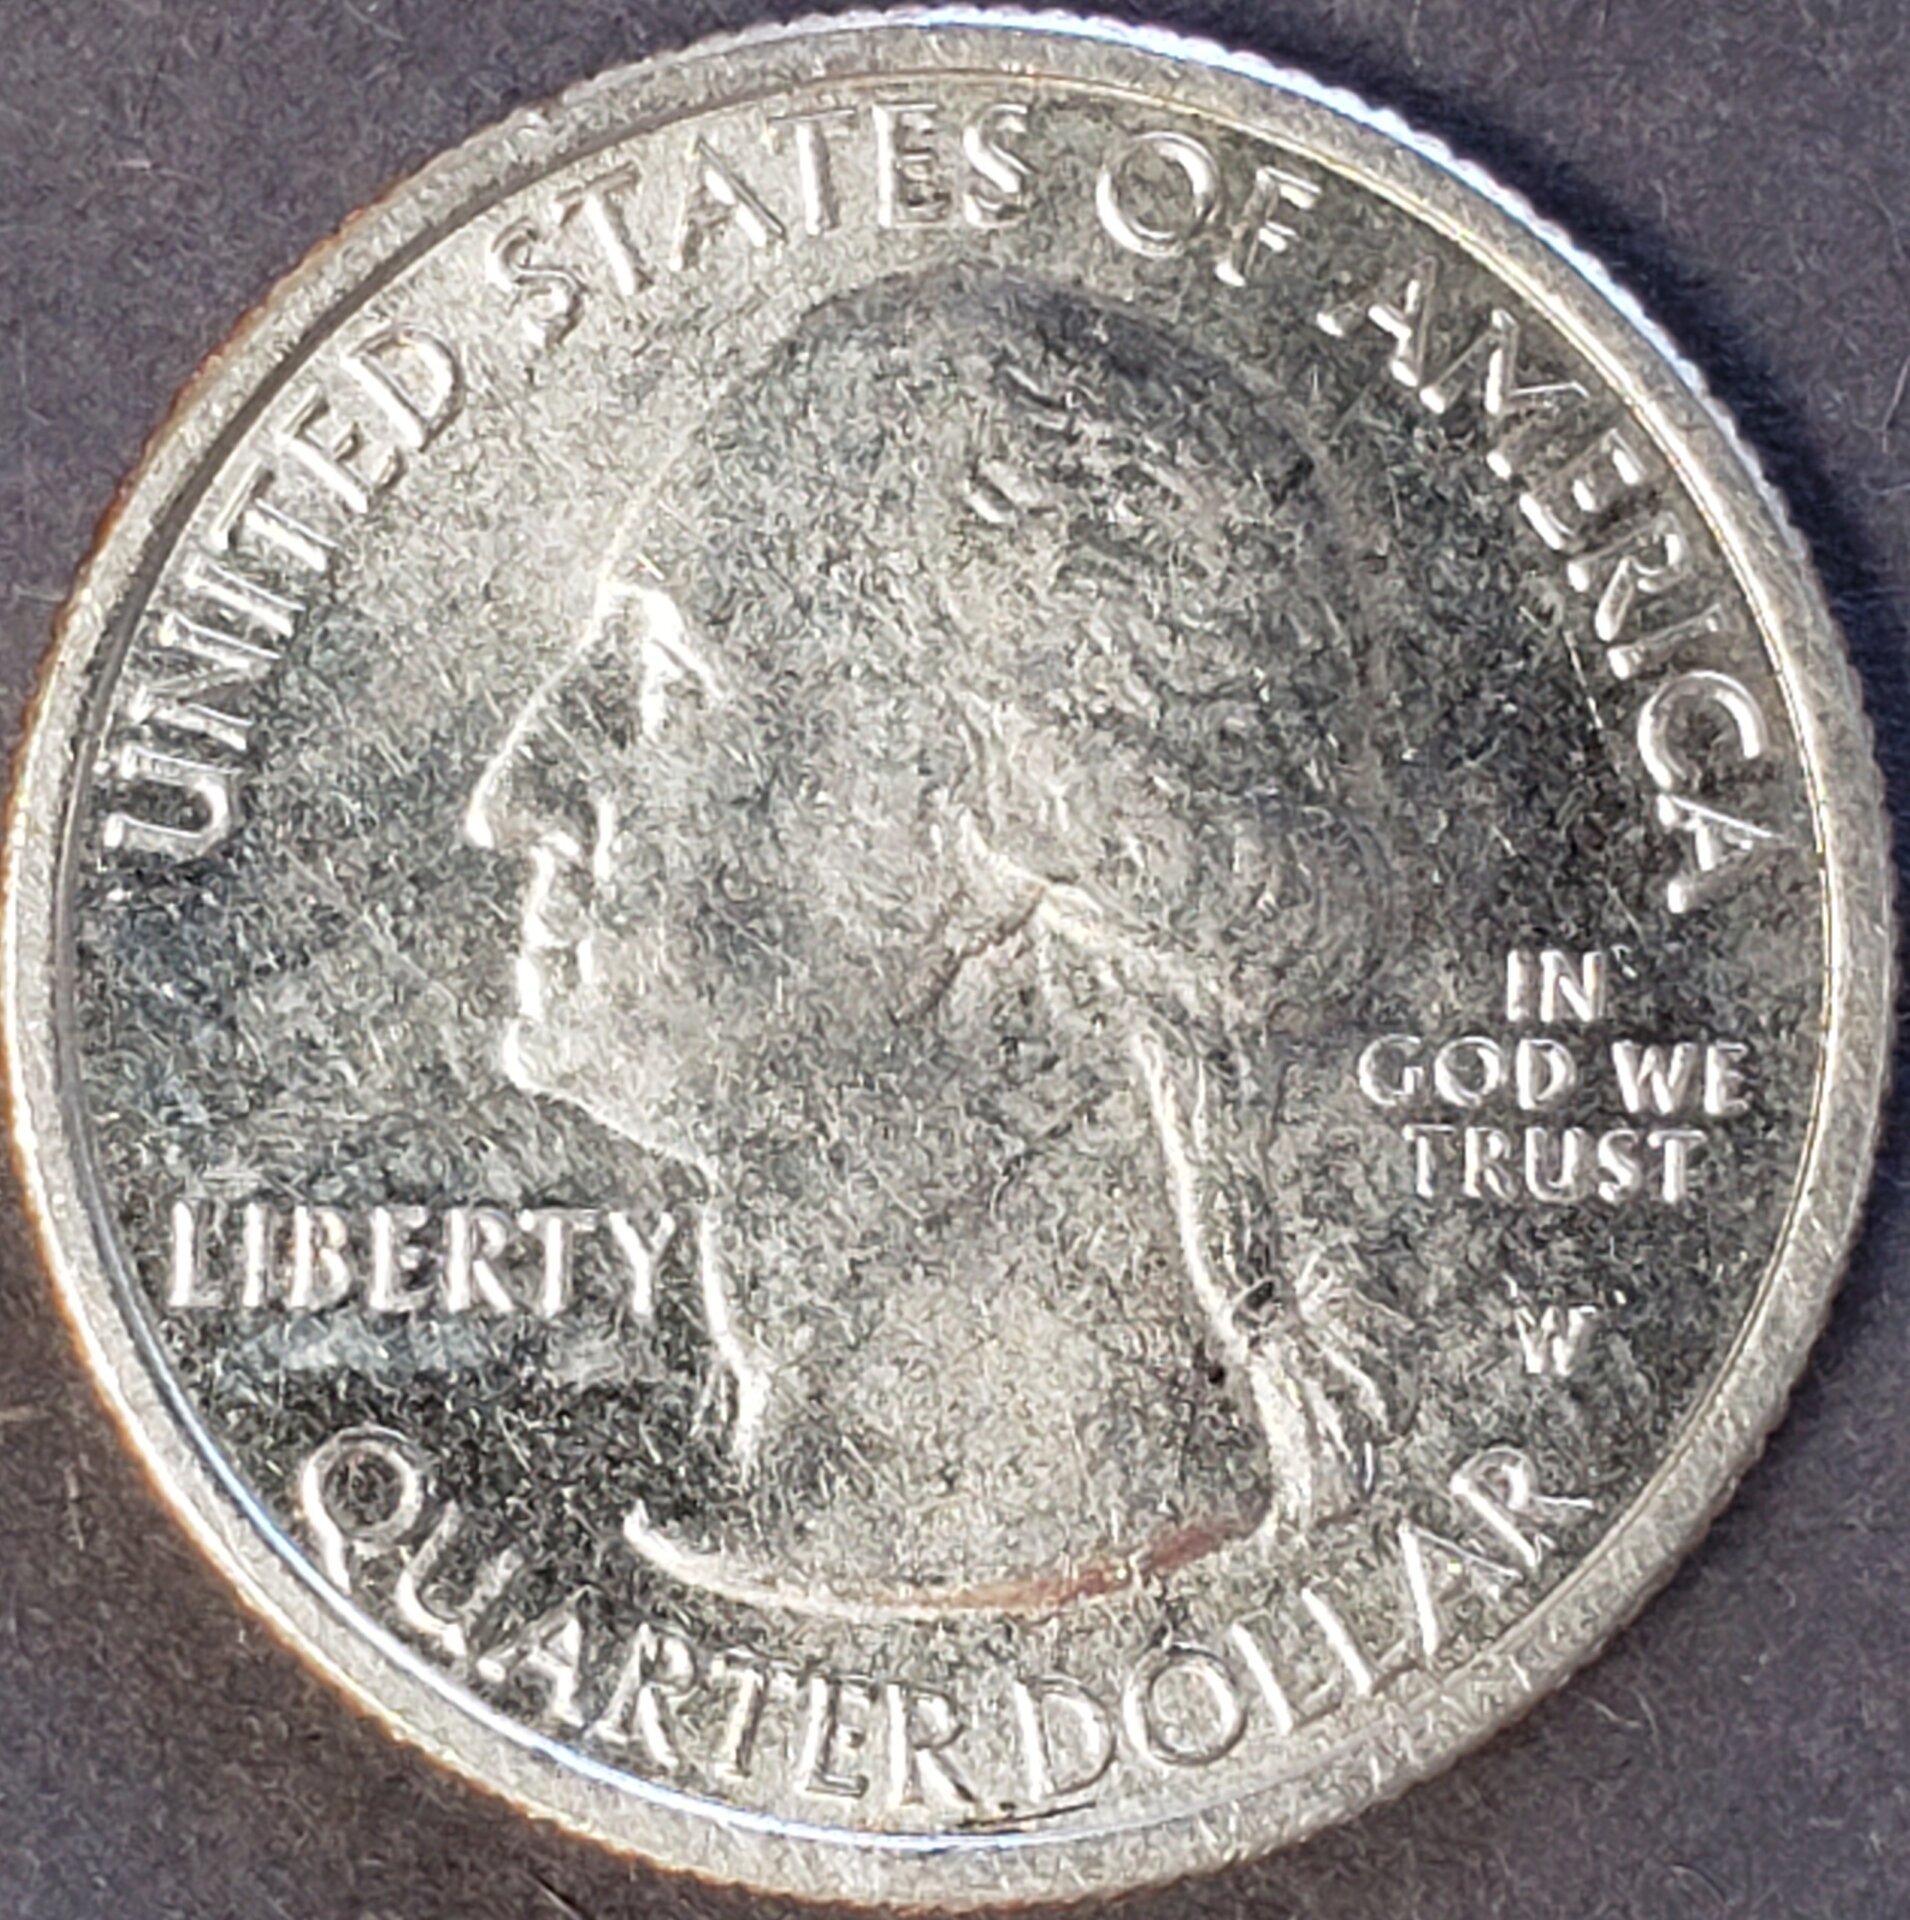 UNITED STATES OF AMERICA
IN
GOD WE
TRUST
LIBERTY
W
QUARTER DOLLAR